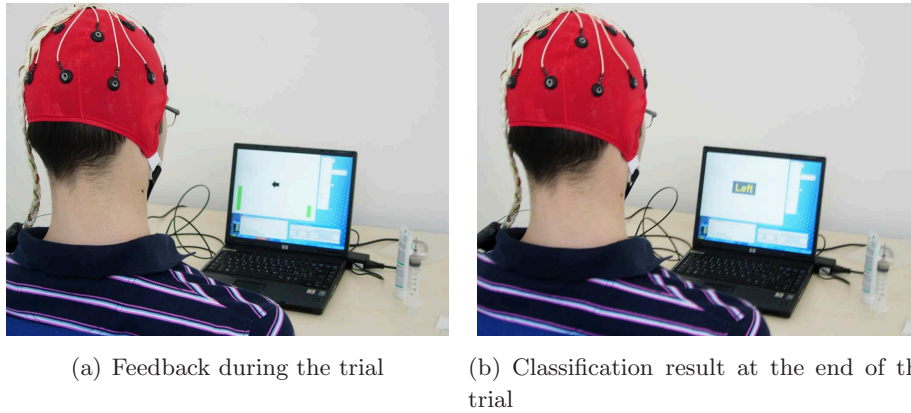 Left
(a) Feedback during the trial
(b) Classification result at the end of th
trial